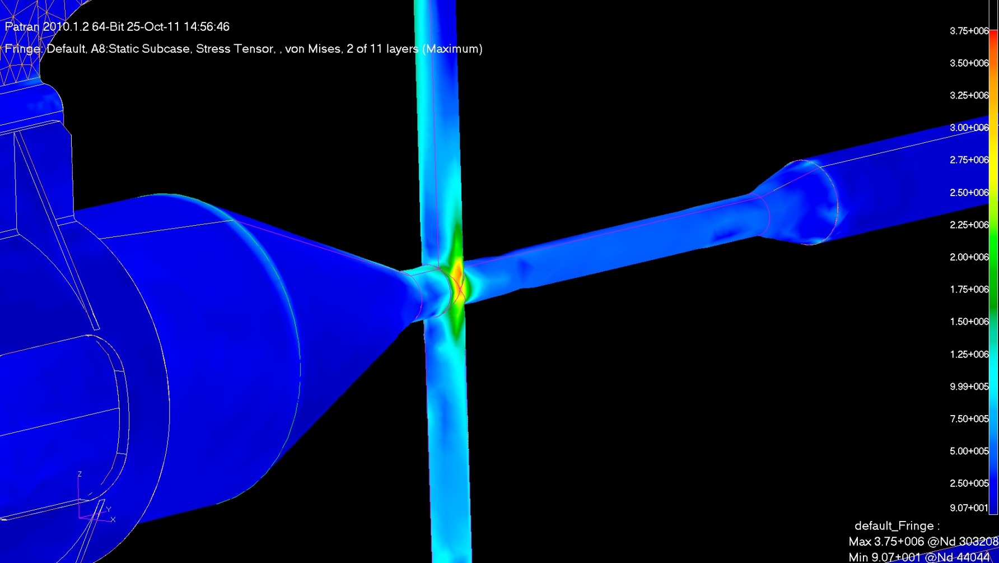 Patran 2010.1.2 64-Bit 25-Oct-11 14:56:46
Fringe: Default, A8:Static Subcase, Stress Tensor, , von Mises, 2 of 11 layers (Maximum)
3.75+006
3.50+006
3.25+006
3.00+006
2.75+006
2.50+006
2.25+006
2.00+006
1.75+006
1.50+006
1.25+006
9.99+005
7.50+005
5.00+005
2.50+005
9.07+001
Z
Y
X
default_Fringe :
Max 3.75+006 @Nd 303208
Min 9.07+001 @Nd 44044